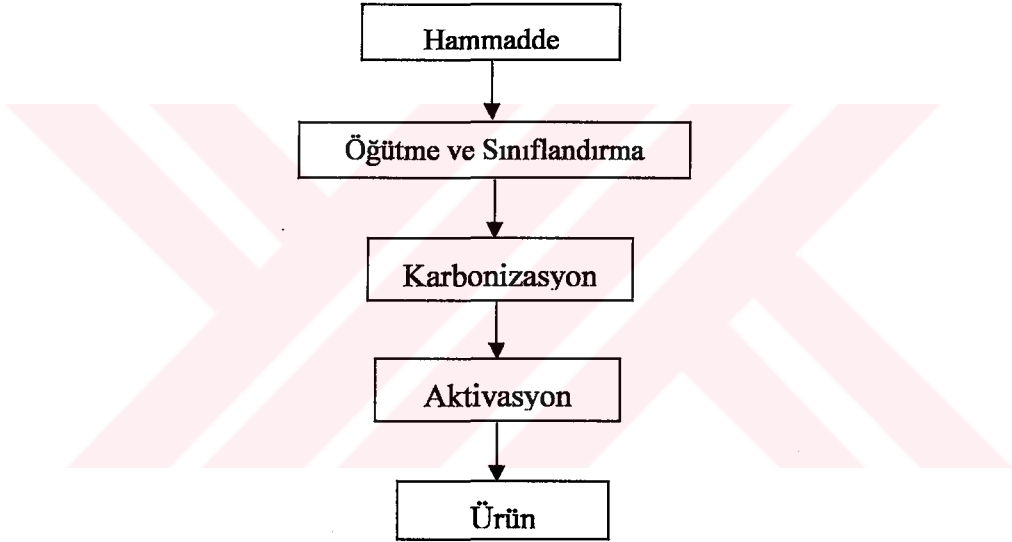 Hammadde
Öğütme ve Sınıflandırma
Karbonizasyon
Aktivasyon
Ürün